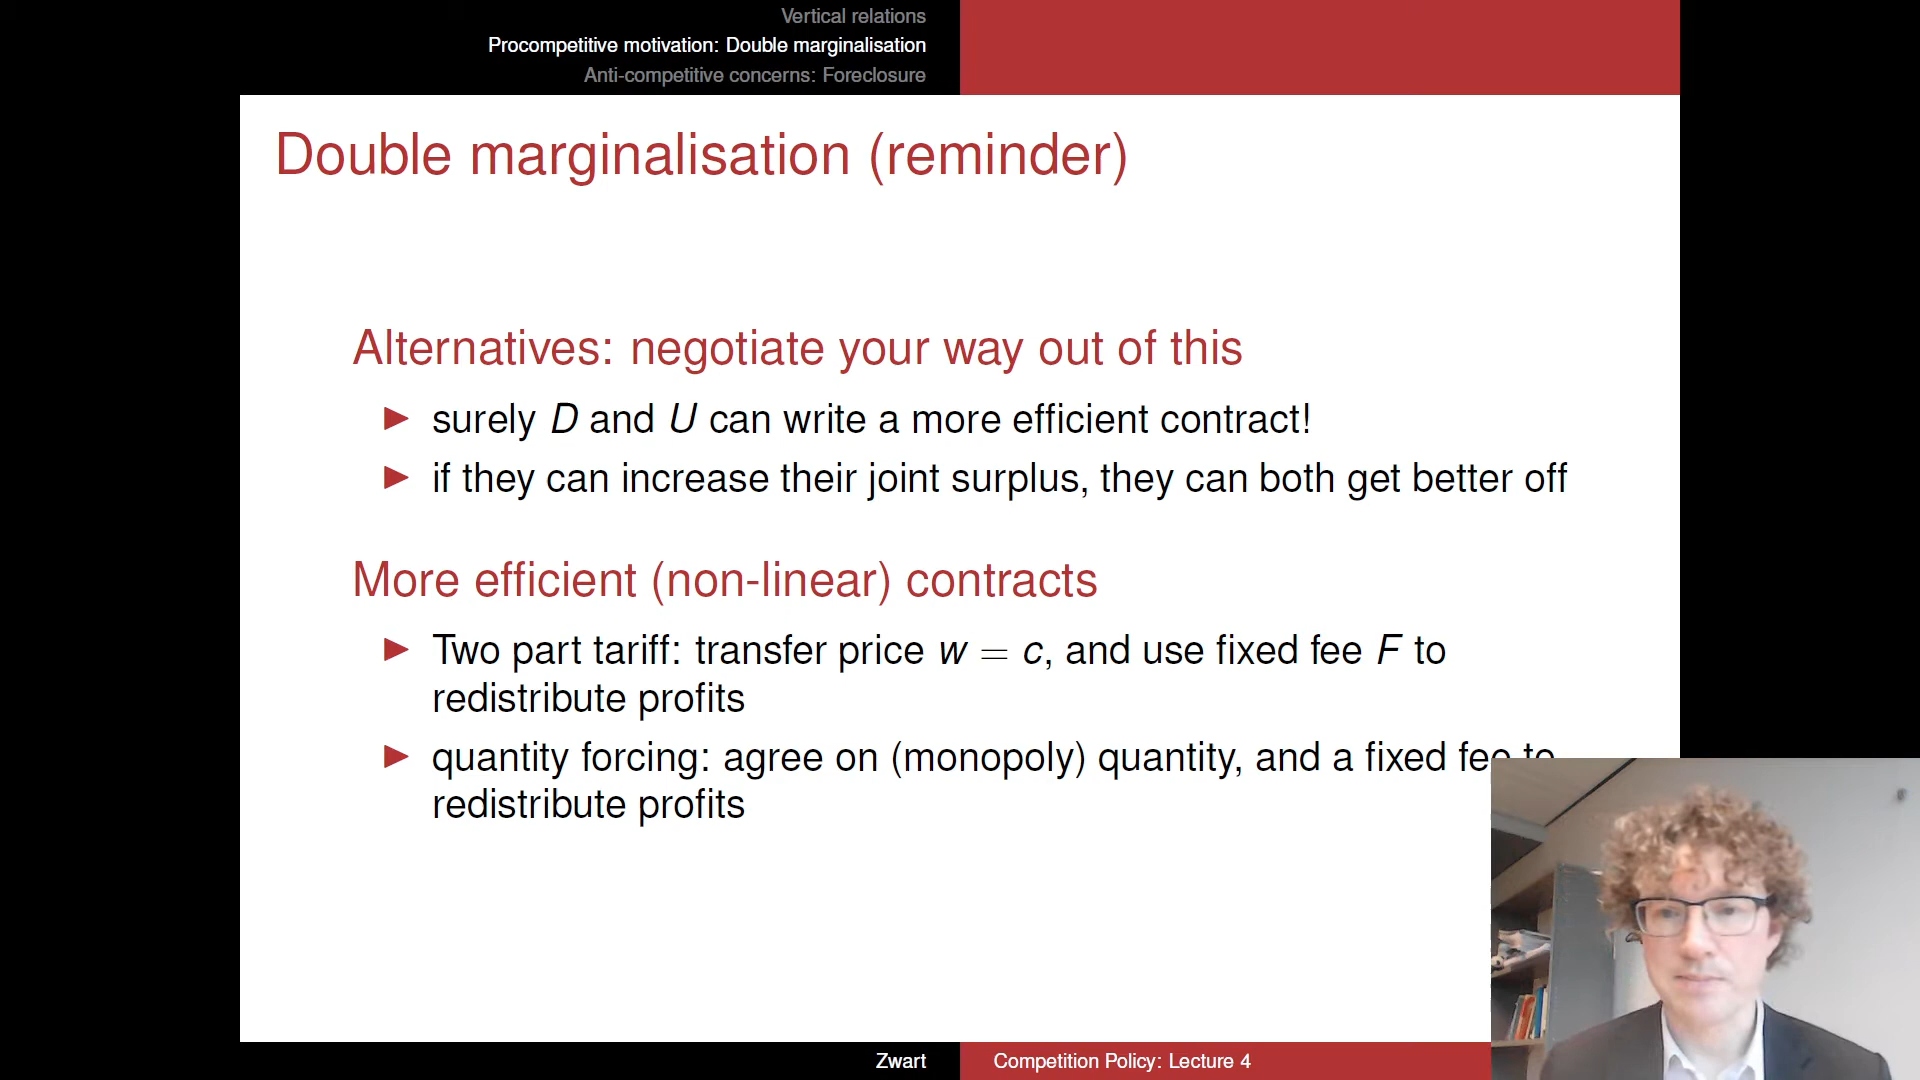 Vertical relations
Procompetitive motivation: Double marginalisation
Anti-competitive concerns: Foreclosure
Double marginalisation (reminder)
Alternatives: negotiate your way out of this
surely D and U can write a more efficient contract!
if they can increase their joint surplus, they can both get better off
More efficient (non-linear) contracts
Two part tariff: transfer price w = c, and use fixed fee F to
redistribute profits
quantity forcing: agree on (monopoly) quantity, and a fixed fee to
redistribute profits
Zwart
Competition Policy: Lecture 4